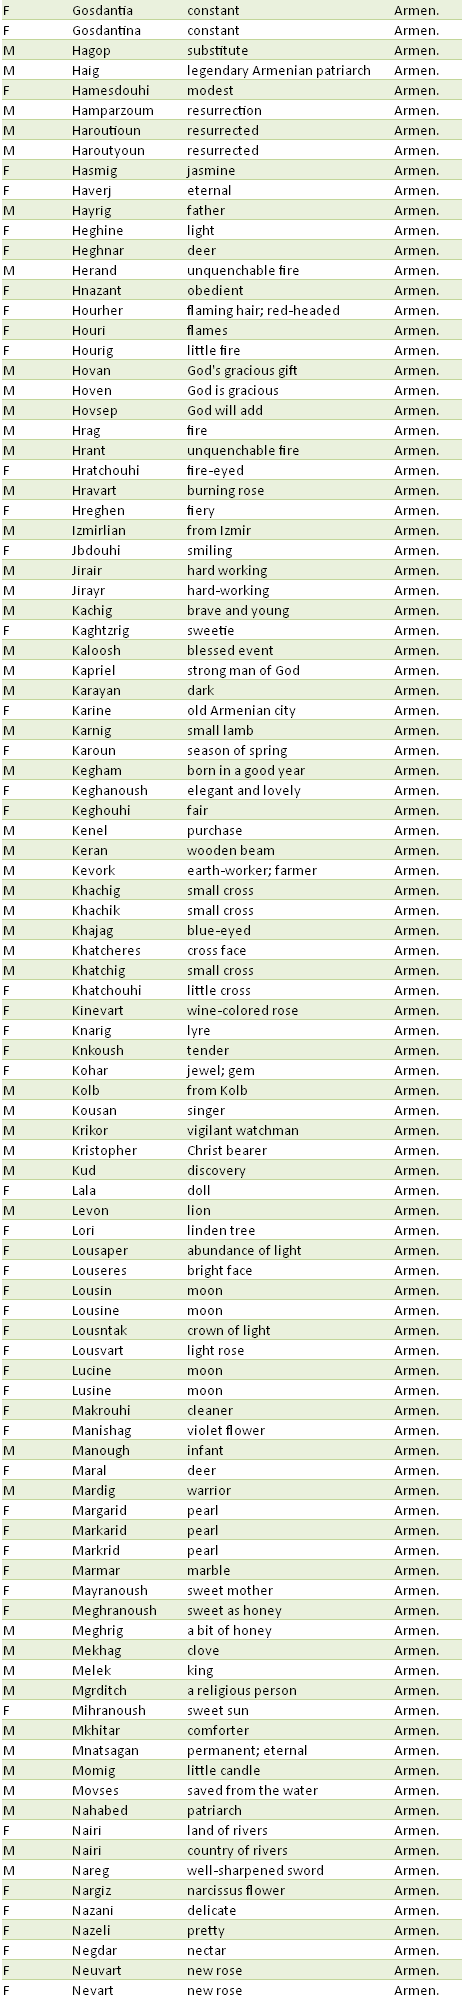 F Gosdantia constant Armen.
F Gosdantina constant Armen.
M Hagop substitute Armen.
M Haig legendary Armenian patriarch Armen.
F Hamesdouhi modest Armen.
M Hamparzoum resurrection Armen.
M Haroutioun resurrected Armen.
M Haroutyoun resurrected Armen.
F Hasmig jasmine Armen.
F Haverj eternal Armen.
M Hayrig father Armen.
F Heghine light Armen.
F Heghnar deer Armen.
M Herand unquenchable fire Armen.
F Hnazant obedient Armen.
F Hourher flaming hair; red-headed Armen.
F Houri flames Armen.
F Hourig little fire Armen.
M Hovan God's gracious gift Armen.
M Hoven God is gracious Armen.
M Hovsep God will add Armen.
M Hrag fire Armen.
M Hrant unquenchable fire Armen.
F Hratchouhi fire-eyed Armen.
M Hravart burning rose Armen.
F Hreghen fiery Armen.
M Izmirlian from Izmir Armen.
F Jbdouhi smiling Armen.
M Jirair hard working Armen.
M Jirayr hard-working Armen.
M Kachig brave and young Armen.
F Kaghtzrig sweetie Armen.
M Kaloosh blessed event Armen.
M Kapriel strong man of God Armen.
M Karayan dark Armen.
F Karine old Armenian city Armen.
M Karnig small lamb Armen.
F Karoun season of spring Armen.
M Kegham born in a good year Armen.
F Keghanoush elegant and lovely Armen.
F Keghouhi fair Armen.
M Kenel purchase Armen.
M Keran wooden beam Armen.
M Kevork earth-worker; farmer Armen.
M Khachig small cross Armen.
M Khachik small cross Armen.
M Khajag blue-eyed Armen.
M Khatcheres cross face Armen.
M Khatchig small cross Armen.
F Khatchouhi little cross Armen.
F Kinevart wine-colored rose Armen.
F Knarig lyre Armen.
F Knkoush tender Armen.
F Kohar jewel; gem Armen.
M Kolb from Kolb Armen.
M Kousan singer Armen.
M Krikor vigilant watchman Armen.
M Kristopher Christ bearer Armen.
M Kud discovery Armen.
F Lala doll Armen.
M Levon lion Armen.
F Lori linden tree Armen.
F Lousaper abundance of light Armen.
F Louseres bright face Armen.
F Lousin moon Armen.
F Lousine moon Armen.
F Lousntak crown of light Armen.
F Lousvart light rose Armen.
F Lucine moon Armen.
F Lusine moon Armen.
F Makrouhi cleaner Armen.
F Manishag violet flower Armen.
M Manough infant Armen.
F Maral deer Armen.
M Mardig warrior Armen.
F Margarid pearl Armen.
F Markarid pearl Armen.
F Markrid pearl Armen.
F Marmar marble Armen.
F Mayranoush sweet mother Armen.
F Meghranoush sweet as honey Armen.
M Meghrig a bit of honey Armen.
M Mekhag clove Armen.
M Melek king Armen.
M Mgrditch a religious person Armen.
F Mihranoush sweet sun Armen.
M Mkhitar comforter Armen.
M Mnatsagan permanent; eternal Armen.
M Momig little candle Armen.
M Movses saved from the water Armen.
M Nahabed patriarch Armen.
F Nairi land of rivers Armen.
M Nairi country of rivers Armen.
M Nareg well-sharpened sword Armen.
F Nargiz narcissus flower Armen.
F Nazani delicate Armen.
F Nazeli pretty Armen.
F Negdar nectar Armen.
F Neuvart new rose Armen.
F Nevart new rose Armen.